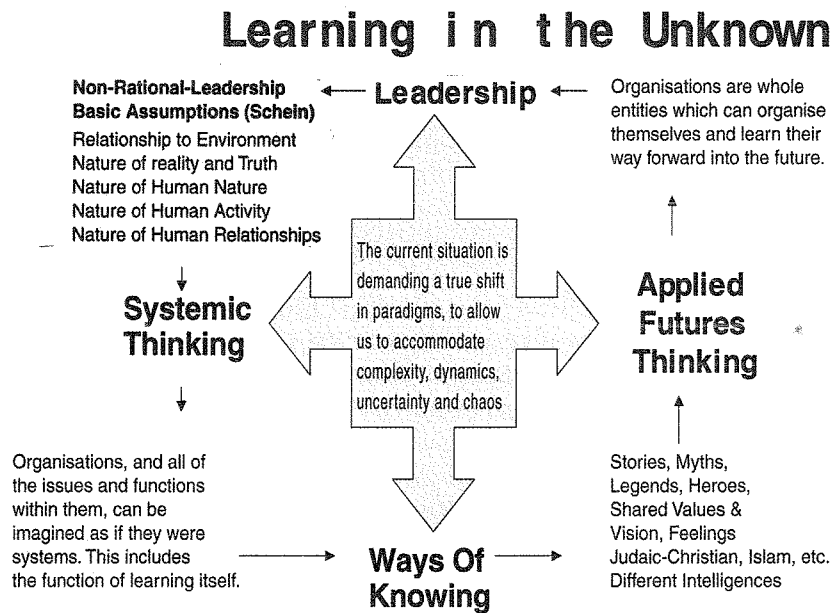 Learning in the Unknown
Non-Rational-Leadership
Basic Assumptions (Schein)
Relationship to Environment
Nature of reality and Truth
Nature of Human Nature
Nature of Human Activity
Nature of Human Relationships
Leadership
Organisations are whole
entities which can organise
themselves and learn their
way forward into the future.
The current situation is
demanding a true shift
in paradigms, to allow
us to accommodate
complexity, dynamics,
uncertainty and chaos
Systemic
Thinking
Applied
Futures
Thinking
Organisations, and all of
the issues and functions
within them, can be
imagined as if they were
systems. This includes
the function of learning itself.
Ways Of
Knowing
Stories, Myths,
Legends, Heroes,
Shared Values &
Vision, Feelings
Judaic-Christian, Islam, etc.
Different Intelligences